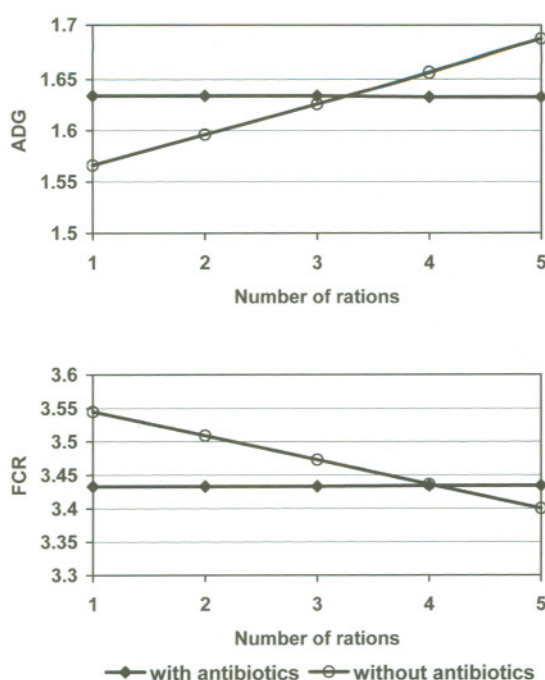 1.7
1.65
1.6
1.55
1.5
ADG
1 2 3 4 5
Number of rations
3.6
3.55
3.5
3.45
3.4
3.35
3.3
FCR
1 2 3 4 5
Number of rations
with antibiotics without antibiotics